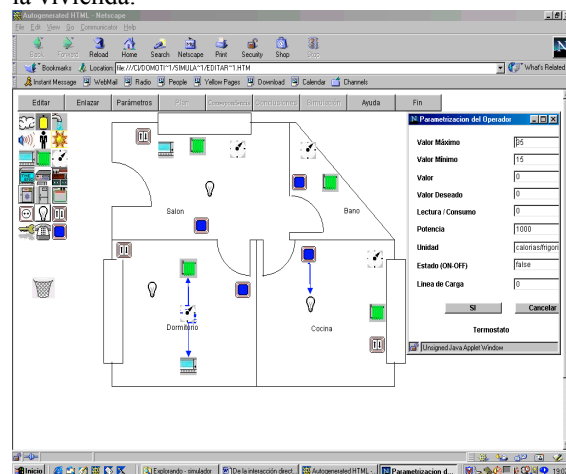 la vivienda.
Autogenerated HTML - Netscape
File Edit View Go Communicator Help
Back Forward Reload Home Search Netscape Print Security Shop Stop
Bookmarks Location: file:///C|/DOMOTI~1/SIMULA~1/EDITAR~1.HTM What's Related
Instant Message WebMail Radio People Yellow Pages Download Calendar Channels
Editar Enlazar Parámetros Plan Comportamiento Conclusiones Simulacion Ayuda Fin
Parametrizacion del Operador
Valor Máximo 35
Valor Mínimo 15
Valor 0
Valor Deseado 0
Lectura / Consumo 0
Potencia 1000
Unidad calorias/frigorí
Estado (ON-OFF) false
Linea de Carga 0
SI Cancelar
Termostato
Unsigned Java Applet Window
Salon
Bano
Dormitorio
Cocina
Inicio Explorando - simulador De la interacción direct... Autogenerated HTML -... Parametrizacion d...